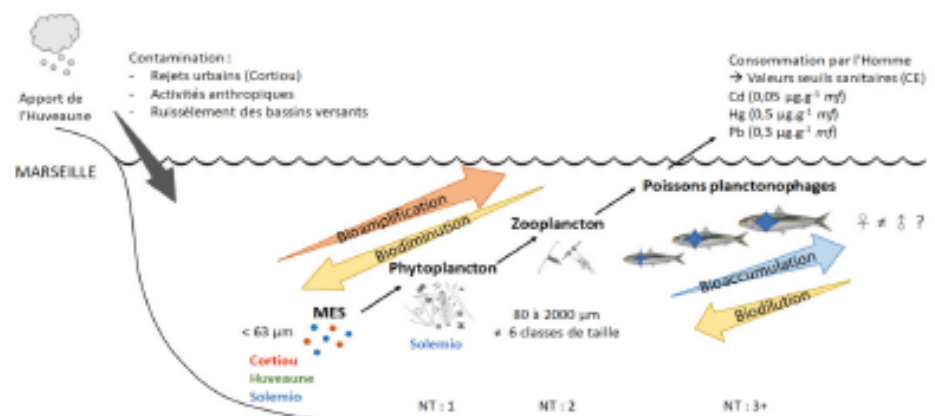 Apport de
l'Huveaune
Contamination :
- Rejets urbains (Cortiou)
- Activités anthropiques
- Ruissèlement des bassins versants
Consommation par l'Homme
→ Valeurs seuils sanitaires (CE)
Cd (0,05 µg.g⁻¹ mf)
Hg (0,5 µg.g⁻¹ mf)
Pb (0,3 µg.g⁻¹ mf)
MARSEILLE
Bioamplification
Biodiminution
Poissons planctonophages
Zooplancton
Phytoplancton
♀ ≠ ♂ ?
Bioaccumulation
Biodilution
MES
< 63 µm
Cortiou
Huveaune
Solemio
Solemio
80 à 2000 µm
≠ 6 classes de taille
NT : 1
NT : 2
NT : 3+